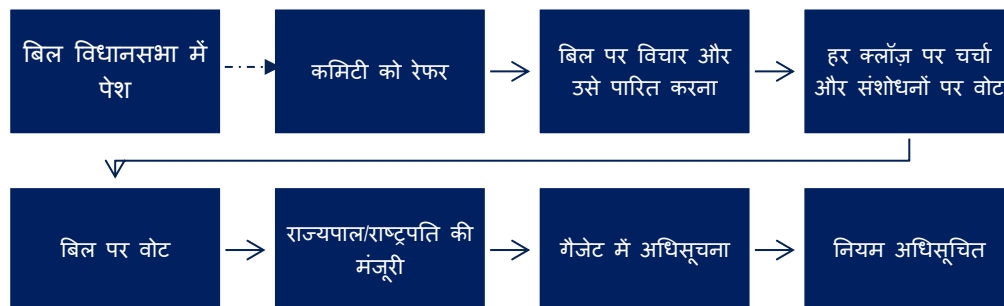 बिल विधानसभा में
पेश
कमिटी को रेफर
बिल पर विचार और
उसे पारित करना
हर क्लॉज़ पर चर्चा
और संशोधनों पर वोट
बिल पर वोट
राज्यपाल/राष्ट्रपति की
मंजूरी
गैजेट में अधिसूचना
नियम अधिसूचित